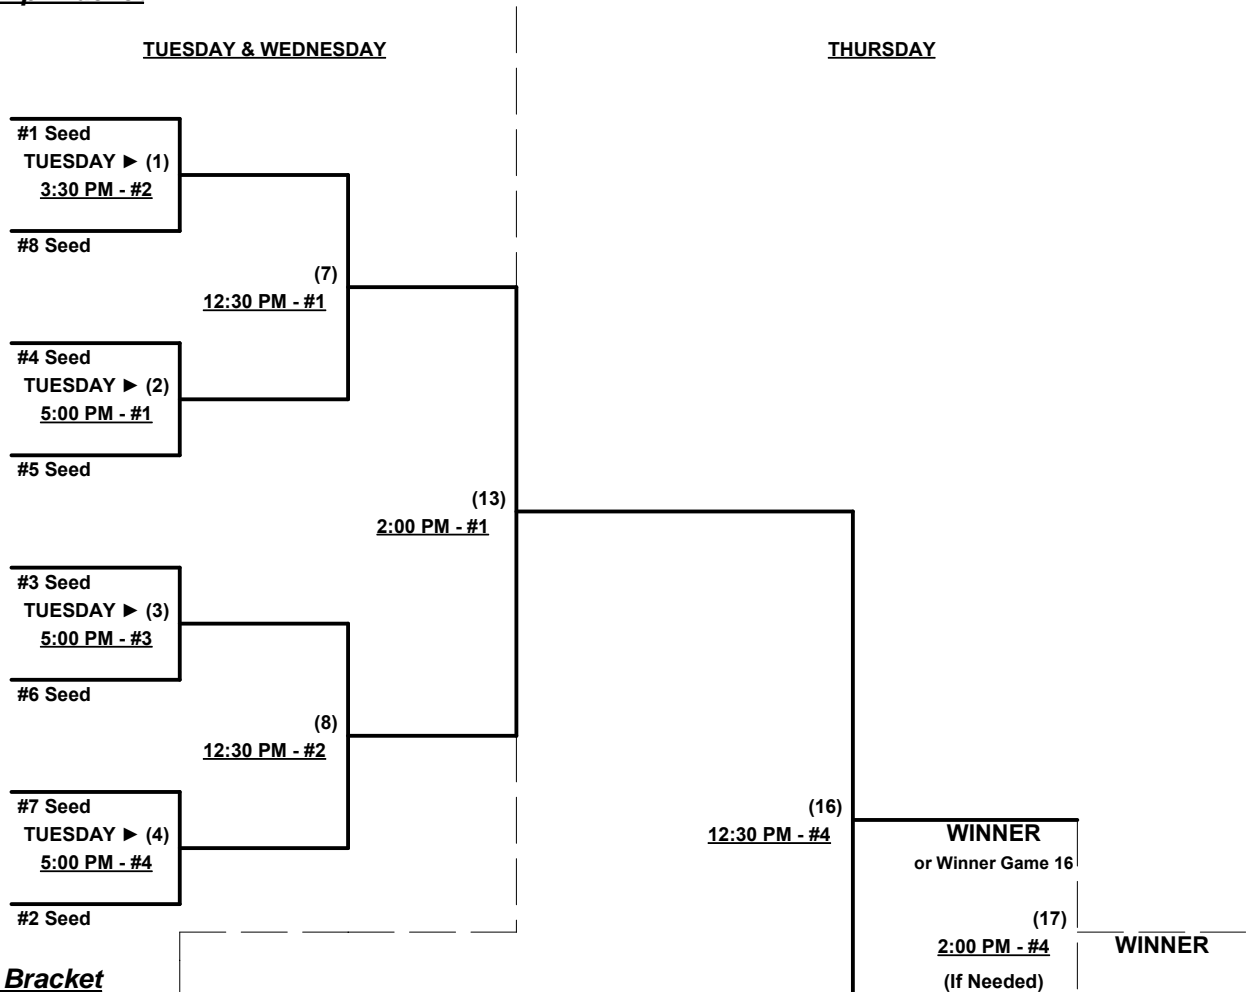 TUESDAY & WEDNESDAY
THURSDAY
#1 Seed
TUESDAY ► (1)
3:30 PM - #2
#8 Seed
(7)
12:30 PM - #1
#4 Seed
TUESDAY ► (2)
5:00 PM - #1
#5 Seed
(13)
2:00 PM - #1
#3 Seed
TUESDAY ► (3)
5:00 PM - #3
#6 Seed
(8)
12:30 PM - #2
#7 Seed
TUESDAY ► (4)
5:00 PM - #4
#2 Seed
(16)
12:30 PM - #4
WINNER
or Winner Game 16
(17)
2:00 PM - #4
(If Needed)
WINNER
Bracket